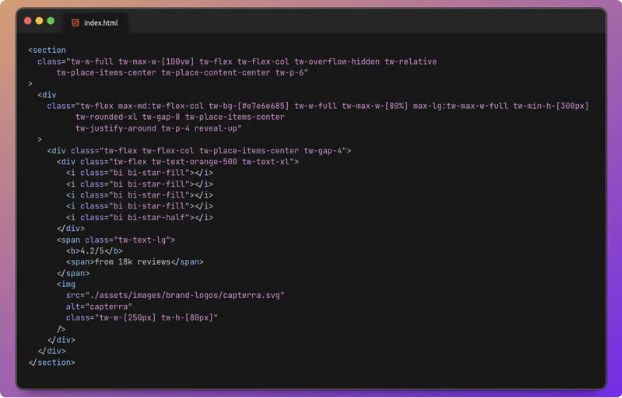 index.html
<section
class="tw-w-full tw-max-w-[100vw] tw-flex tw-flex-col tw-overflow-hidden tw-relative
tw-place-items-center tw-place-content-center tw-p-6"
>
<div
class="tw-flex max-md:tw-flex-col tw-bg-[#e7e6e685] tw-w-full tw-max-w-[80%] max-lg:tw-max-w-full tw-min-h-[300px]
tw-rounded-xl tw-gap-8 tw-place-items-center
tw-justify-around tw-p-4 reveal-up"
>
<div class="tw-flex tw-flex-col tw-place-items-center tw-gap-4">
<div class="tw-flex tw-text-orange-500 tw-text-xl">
<i class="bi bi-star-fill"></i>
<i class="bi bi-star-fill"></i>
<i class="bi bi-star-fill"></i>
<i class="bi bi-star-fill"></i>
<i class="bi bi-star-half"></i>
</div>
<span class="tw-text-lg">
<b>4.2/5</b>
<span>from 18k reviews</span>
</span>
<img
src="./assets/images/brand-logos/capterra.svg"
alt="capterra"
class="tw-w-[250px] tw-h-[80px]"
/>
</div>
</div>
</section>